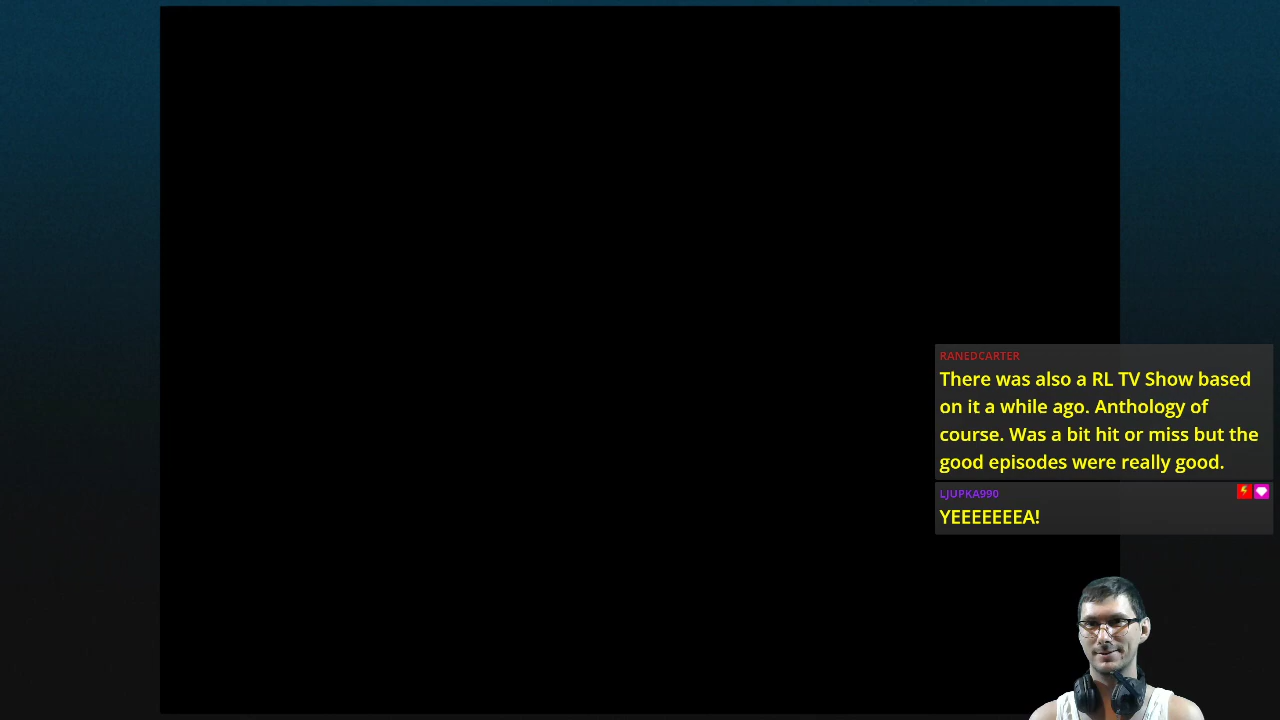 RANEDCARTER
There was also a RL TV Show based
on it a while ago. Anthology of
course. Was a bit hit or miss but the
good episodes were really good.
LJUPKA990
YEEEEEEEA!